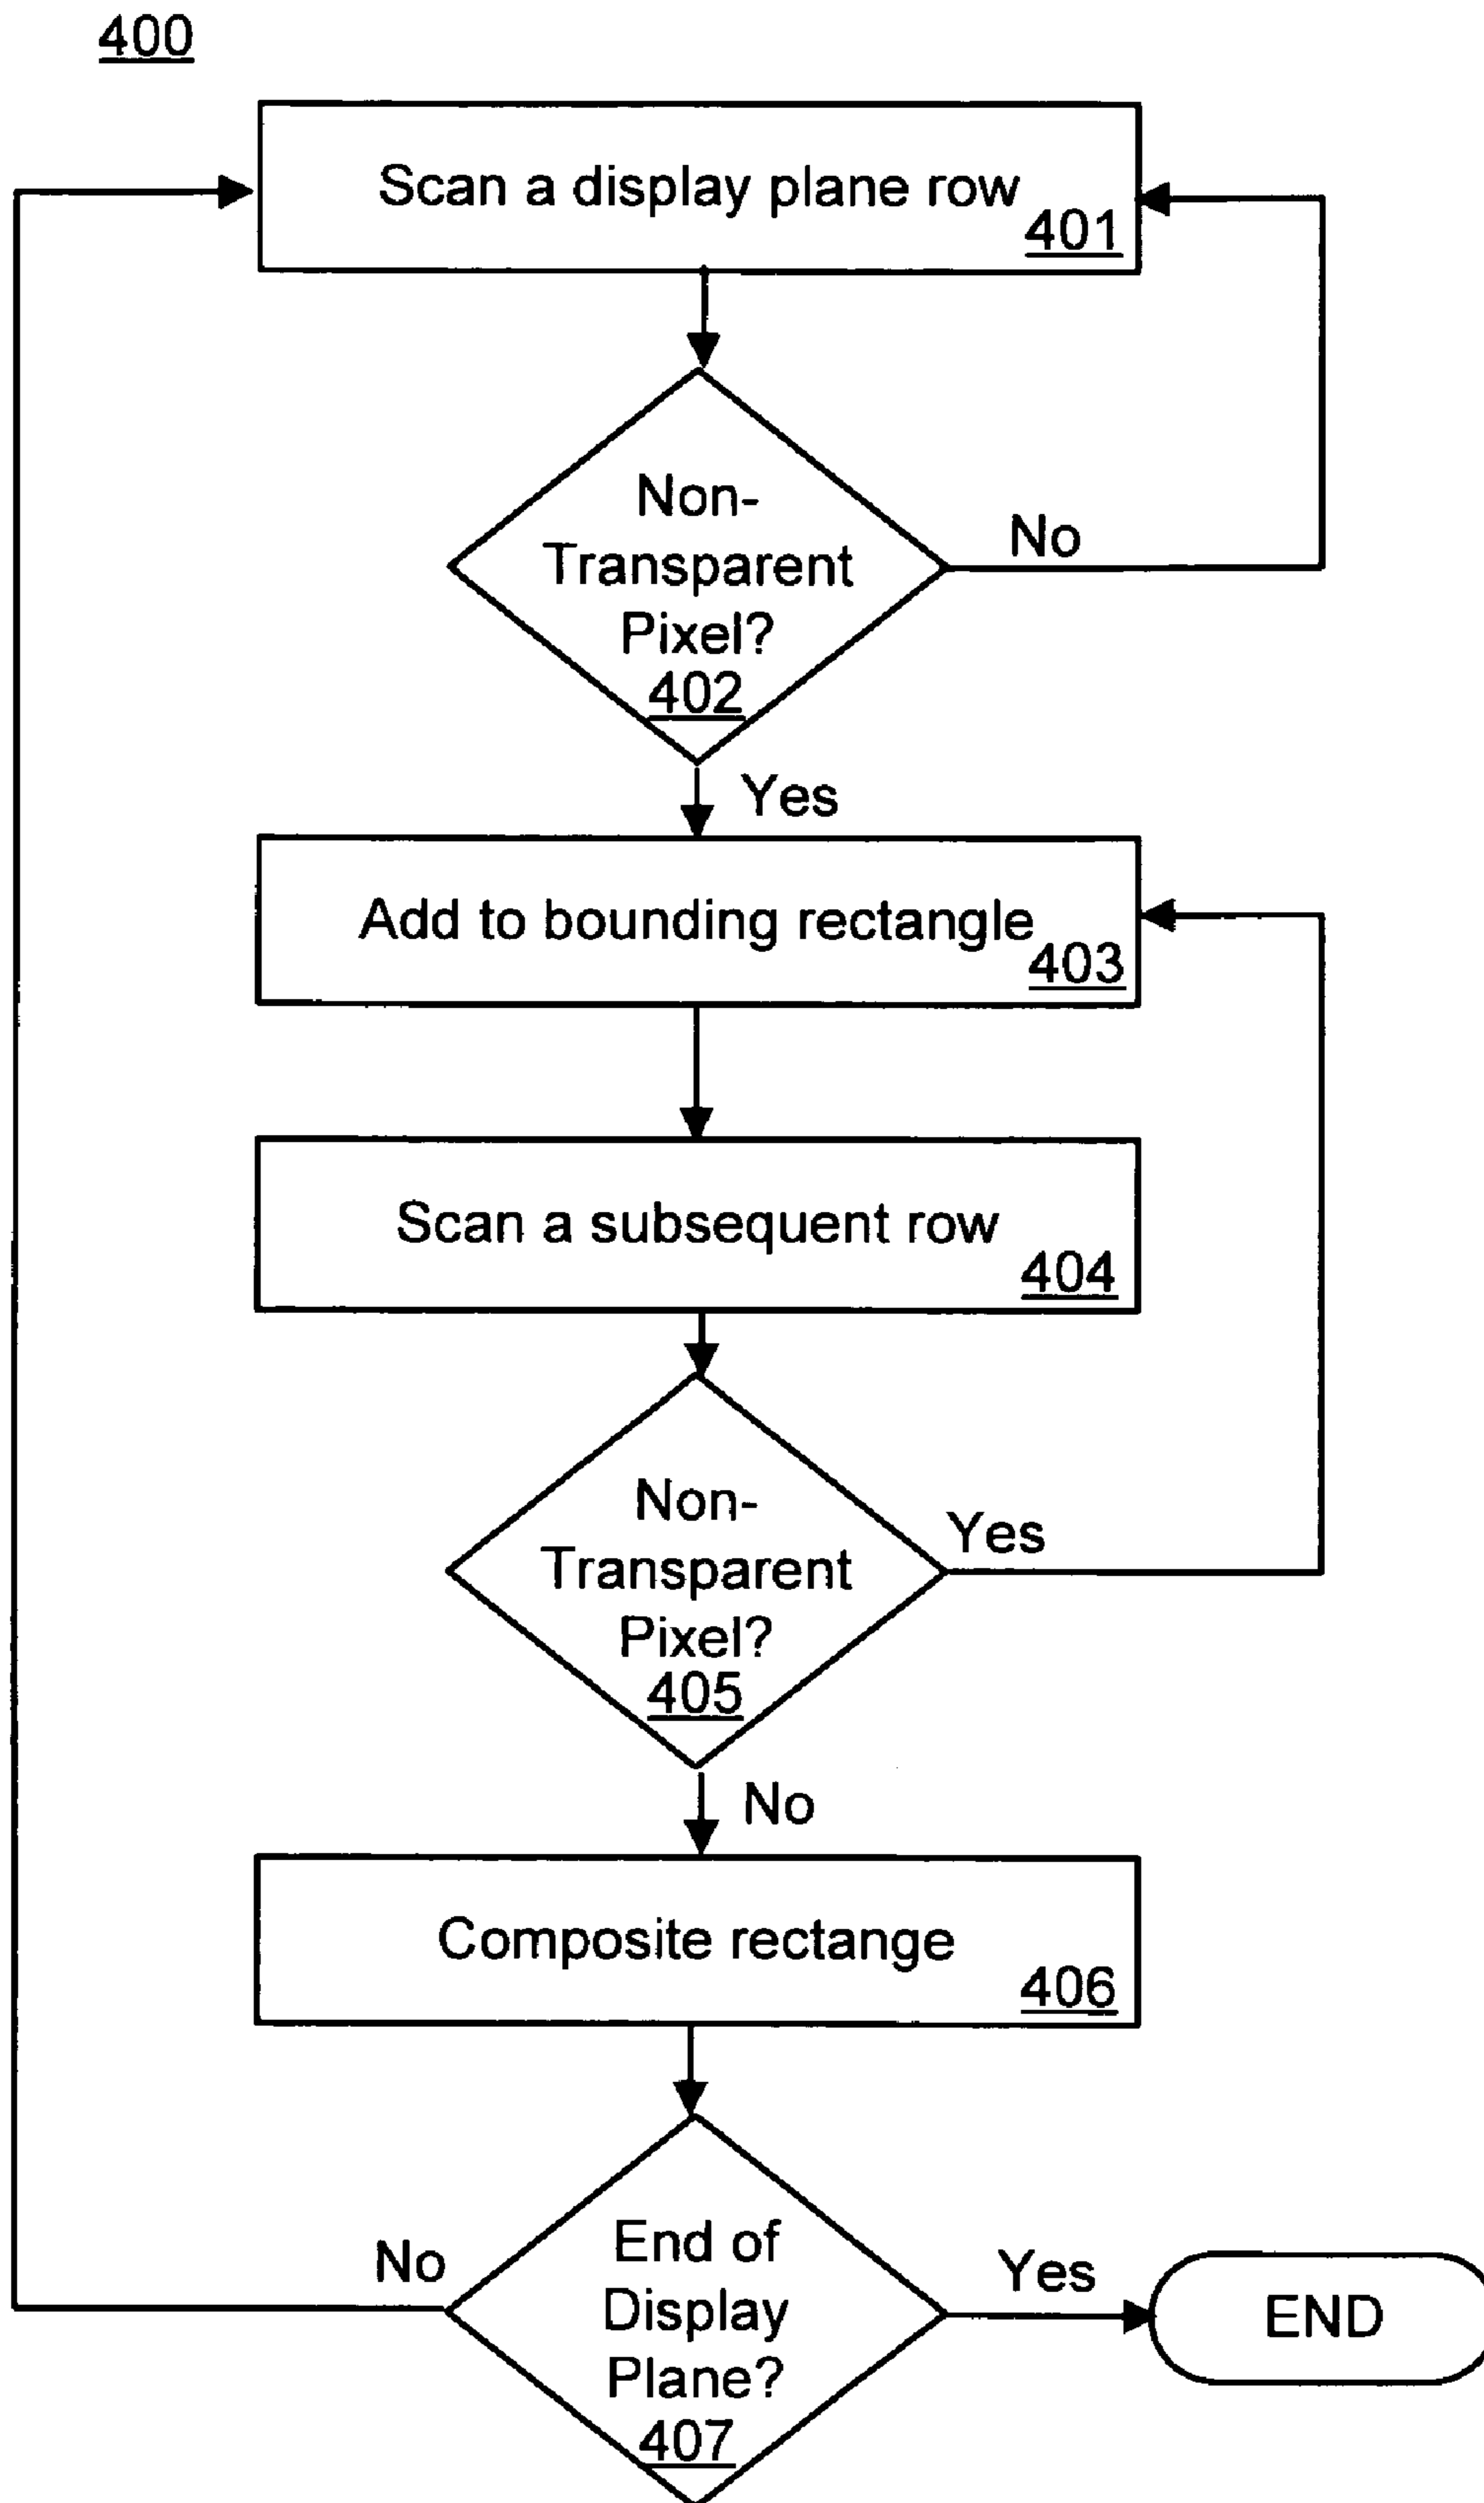 400
Scan a display plane row
401
Non-
Transparent
Pixel?
402
No
Yes
Add to bounding rectangle
403
Scan a subsequent row
404
Non-
Transparent
Pixel?
405
Yes
No
Composite rectange
406
End of
Display
Plane?
407
No
Yes
END